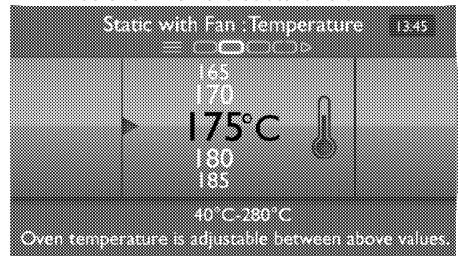 Static with Fan :Temperature 13:45
165
170
175°C
180
185
40°C-280°C
Oven temperature is adjustable between above values.